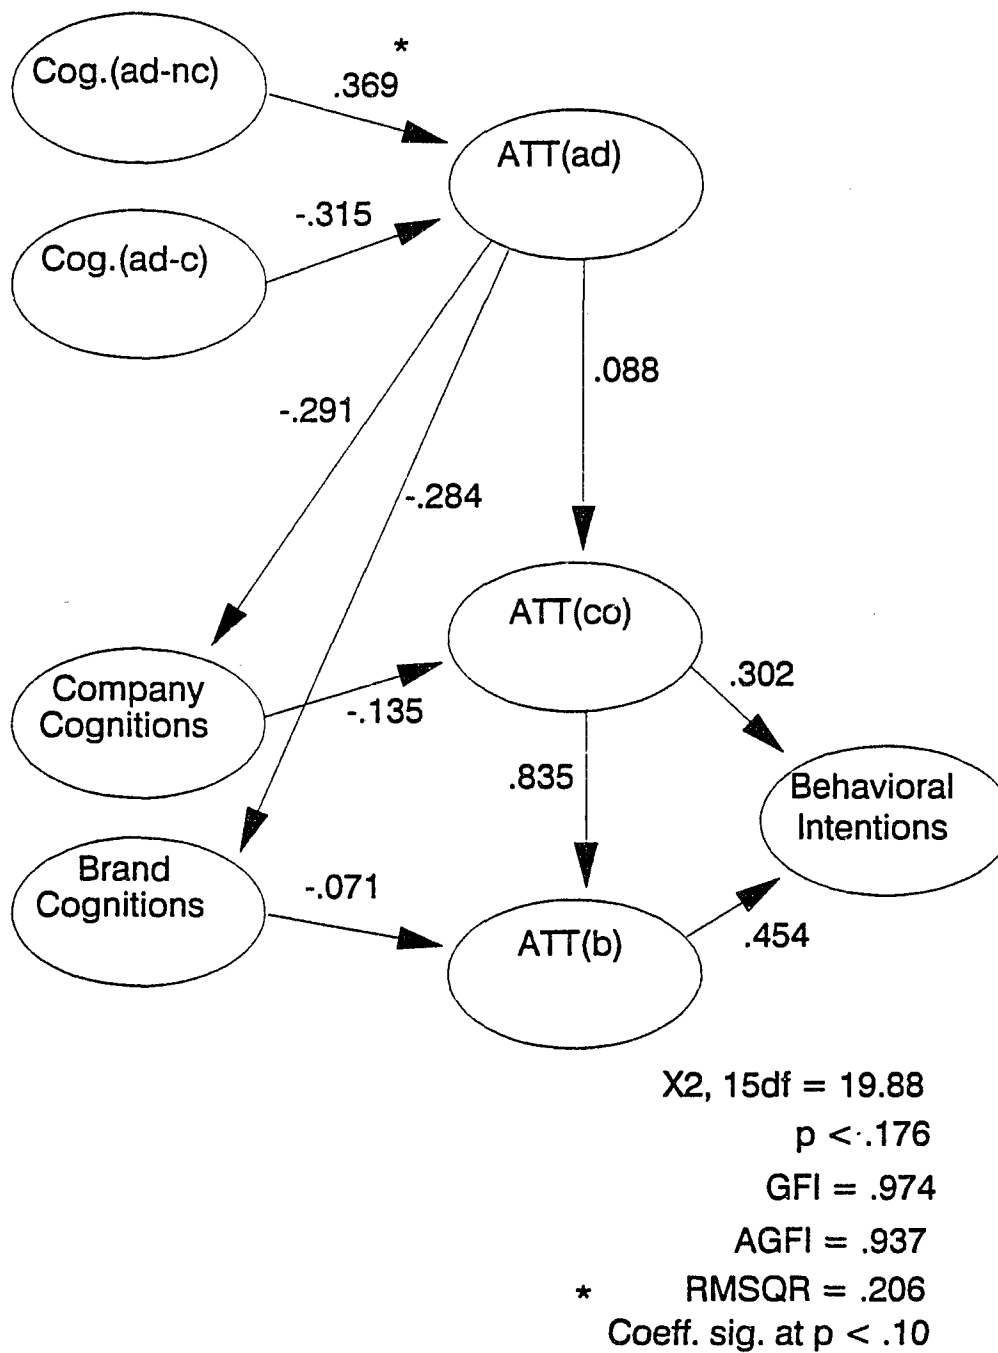 *
Cog.(ad-nc)
.369
ATT(ad)
-.315
Cog.(ad-c)
.088
-.291
-.284
ATT(co)
.302
Company
Cognitions
-.135
.835
Behavioral
Intentions
Brand
Cognitions
-.071
ATT(b)
.454
X2, 15df = 19.88
p < .176
GFI = .974
AGFI = .937
* RMSQR = .206
Coeff. sig. at p < .10